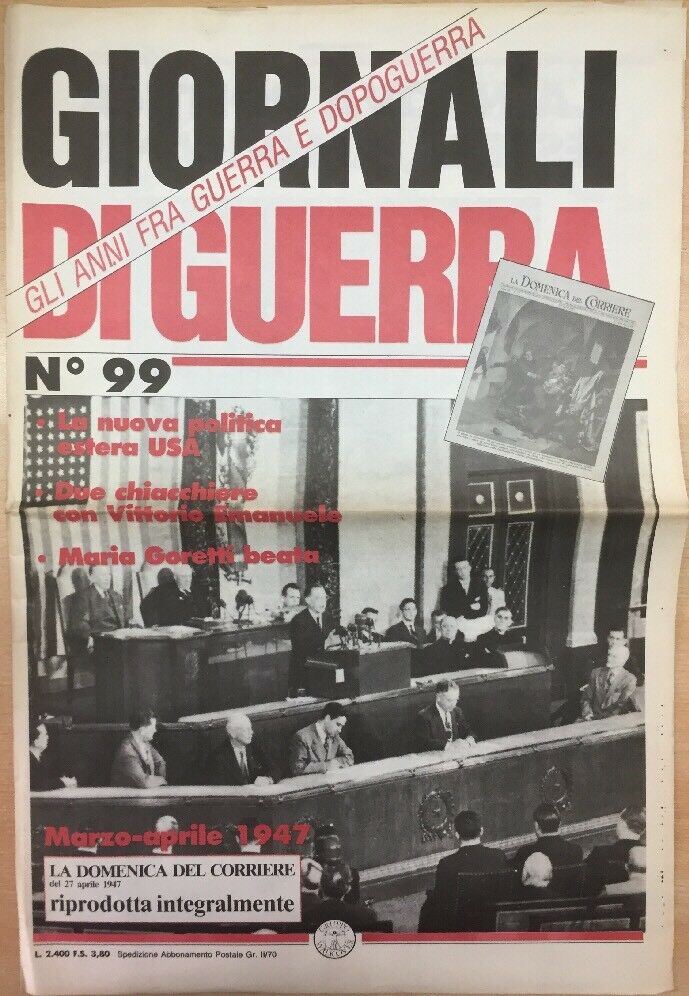 GIORNALI
GLI ANNI FRA GUERRA E DOPOGUERRA
DI GUERRA
LA DOMENICA DEL CORRIERE
N° 99
• La nuova politica
estera USA
• Due chiacchiere
con Vittorio Emanuele
• Maria Goretti beata
Marzo-aprile 1947
LA DOMENICA DEL CORRIERE
del 27 aprile 1947
riprodotta integralmente
L. 2.400 F.S. 3,80 Spedizione Abbonamento Postale Gr. II/70